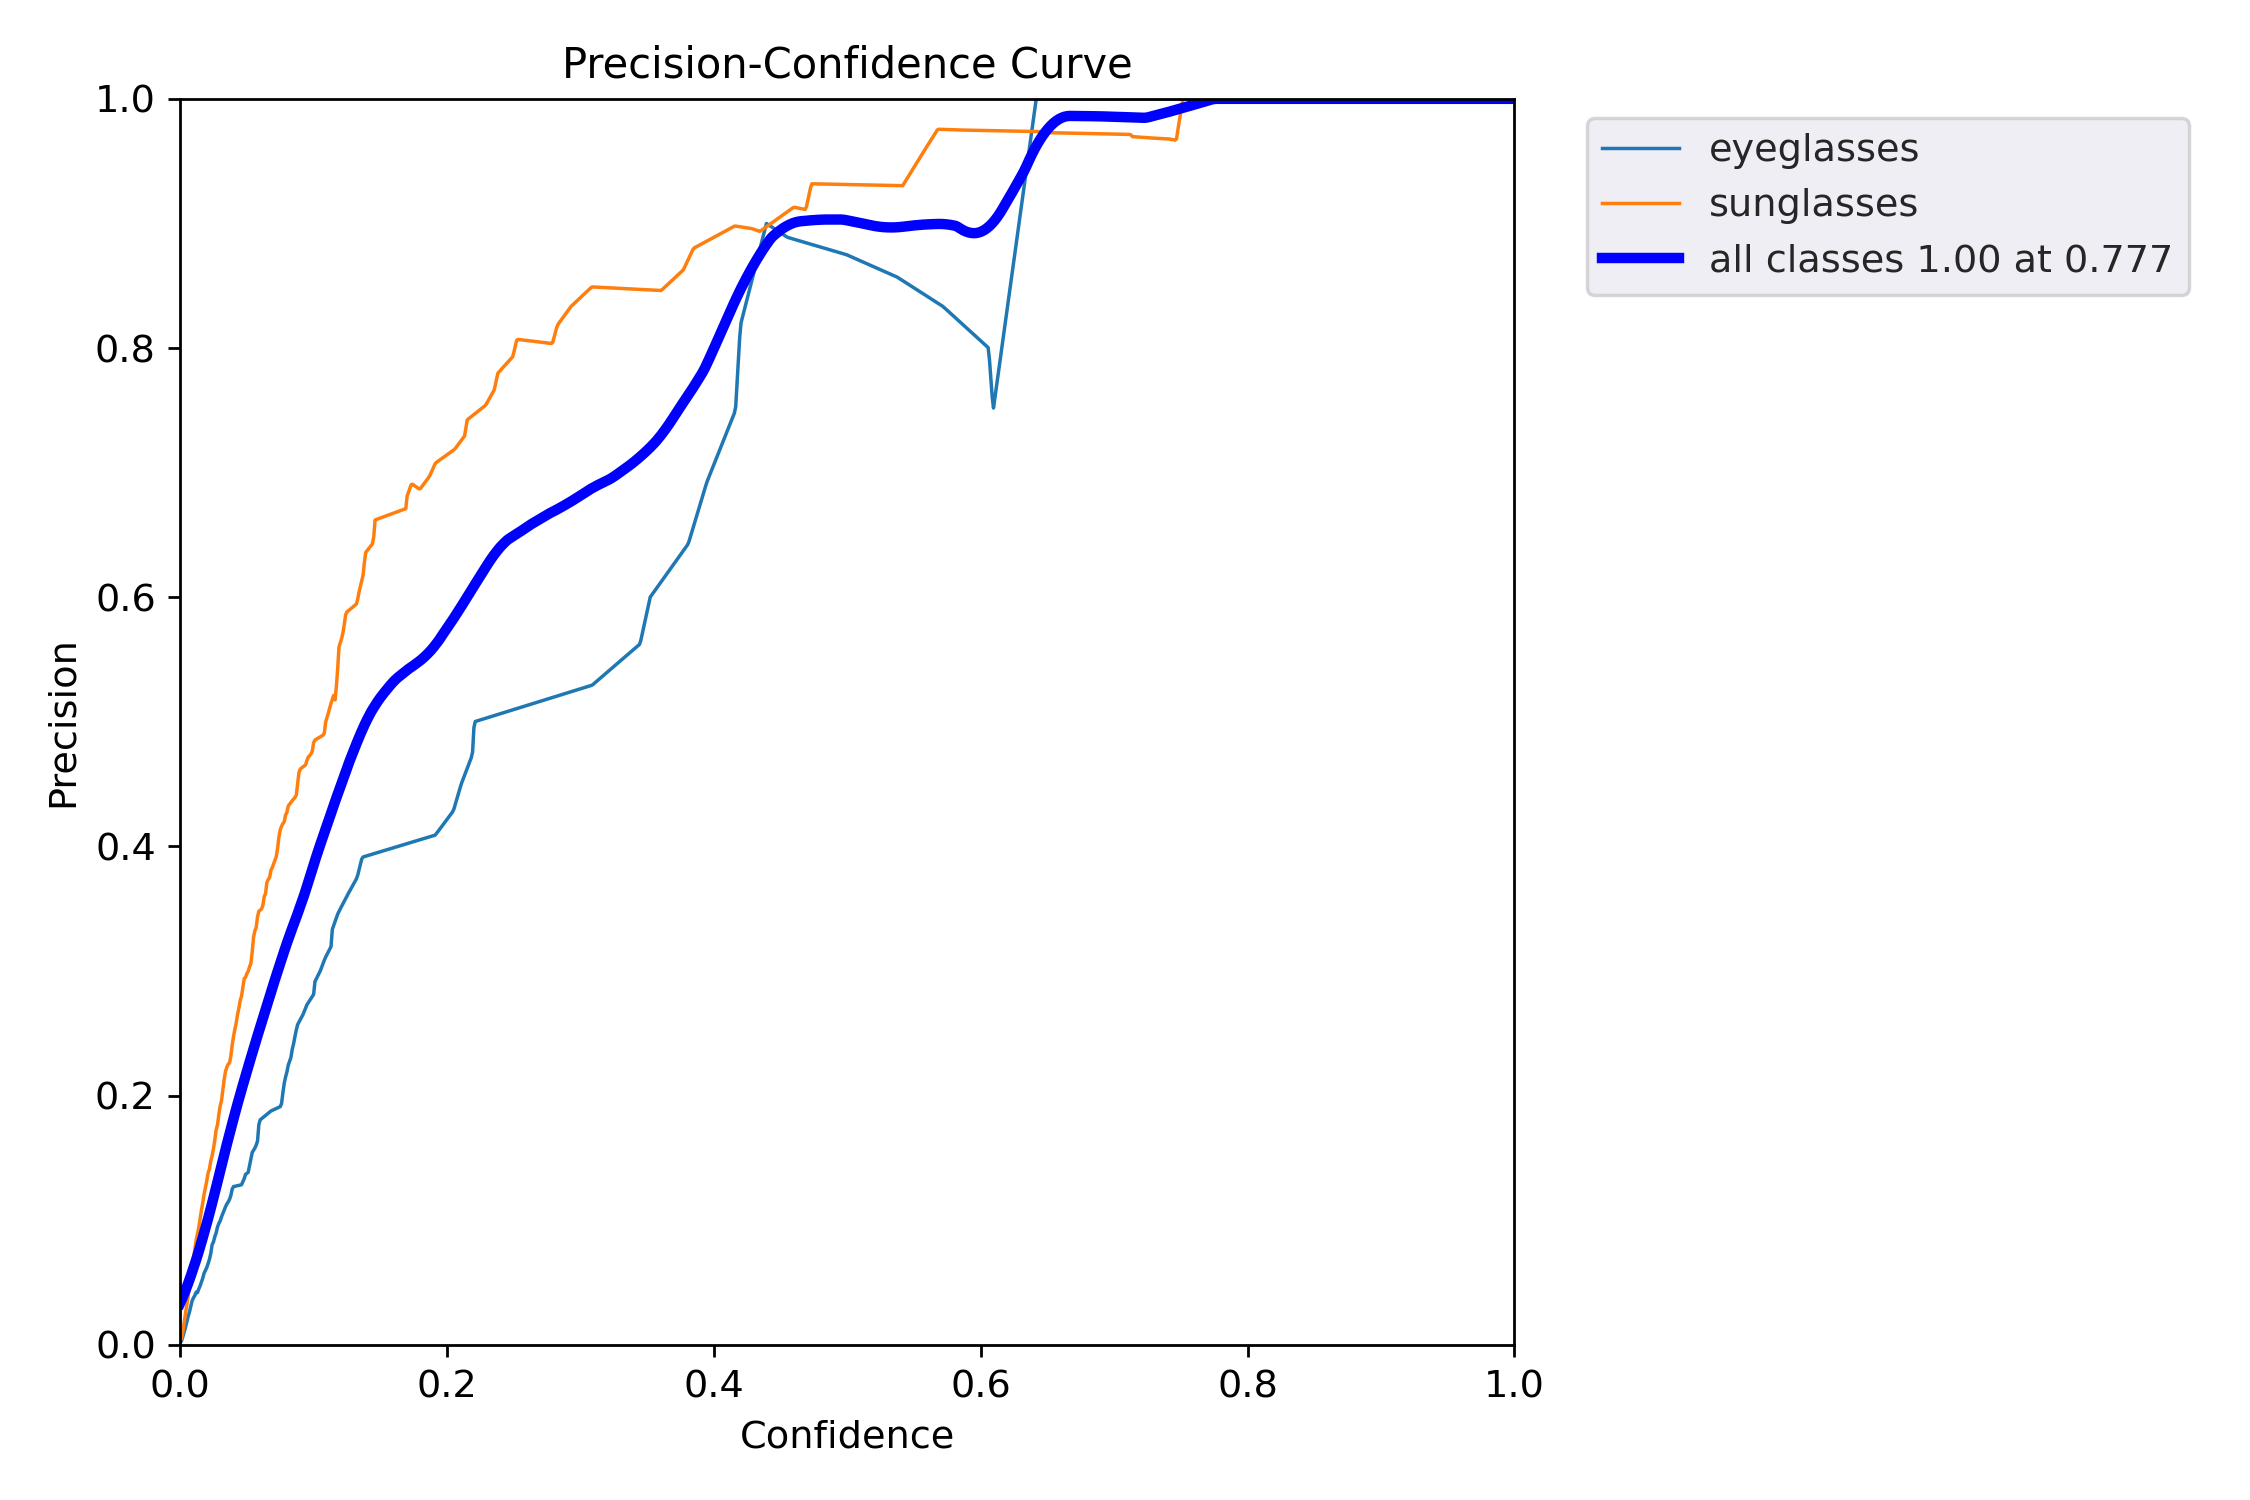 Precision-Confidence Curve
1.0
0.8
0.6
0.4
0.2
0.0
Precision
0.0 0.2 0.4 0.6 0.8 1.0
Confidence
eyeglasses
sunglasses
all classes 1.00 at 0.777